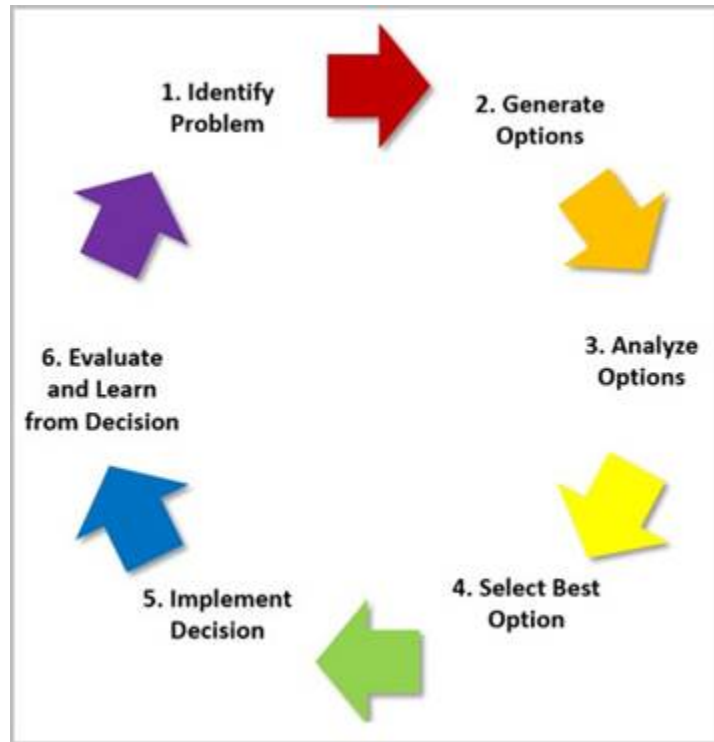 1. Identify
Problem
2. Generate
Options
3. Analyze
Options
4. Select Best
Option
5. Implement
Decision
6. Evaluate
and Learn
from Decision